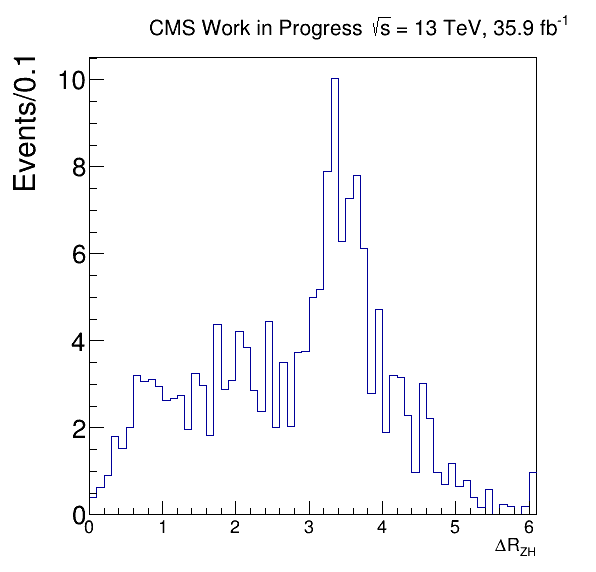 CMS Work in Progress √s = 13 TeV, 35.9 fb⁻¹
Events/0.1
10
8
6
4
2
0
0 1 2 3 4 5 6
ΔR_ZH